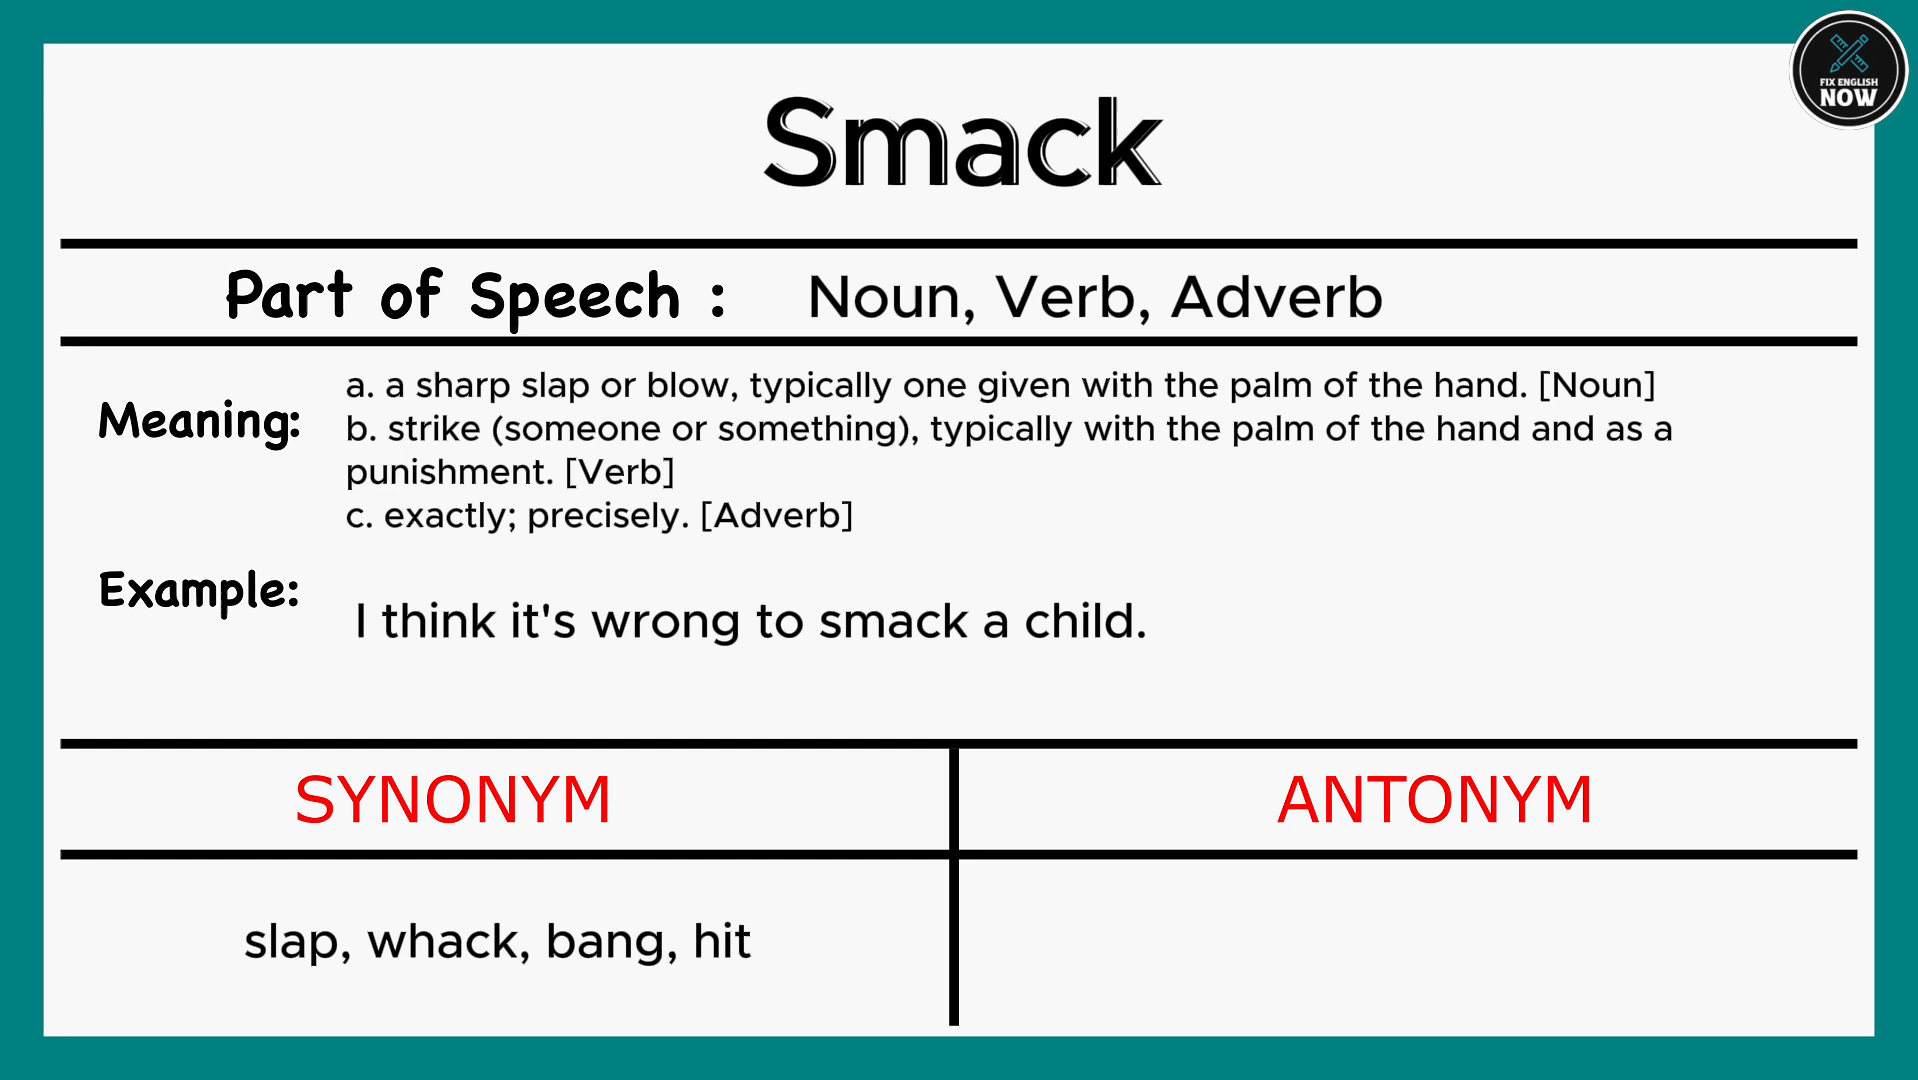 FIX ENGLISH
NOW
Smack
Part of Speech : Noun, Verb, Adverb
Meaning:
a. a sharp slap or blow, typically one given with the palm of the hand. [Noun]
b. strike (someone or something), typically with the palm of the hand and as a
punishment. [Verb]
c. exactly; precisely. [Adverb]
Example:
I think it's wrong to smack a child.
SYNONYM
ANTONYM
slap, whack, bang, hit